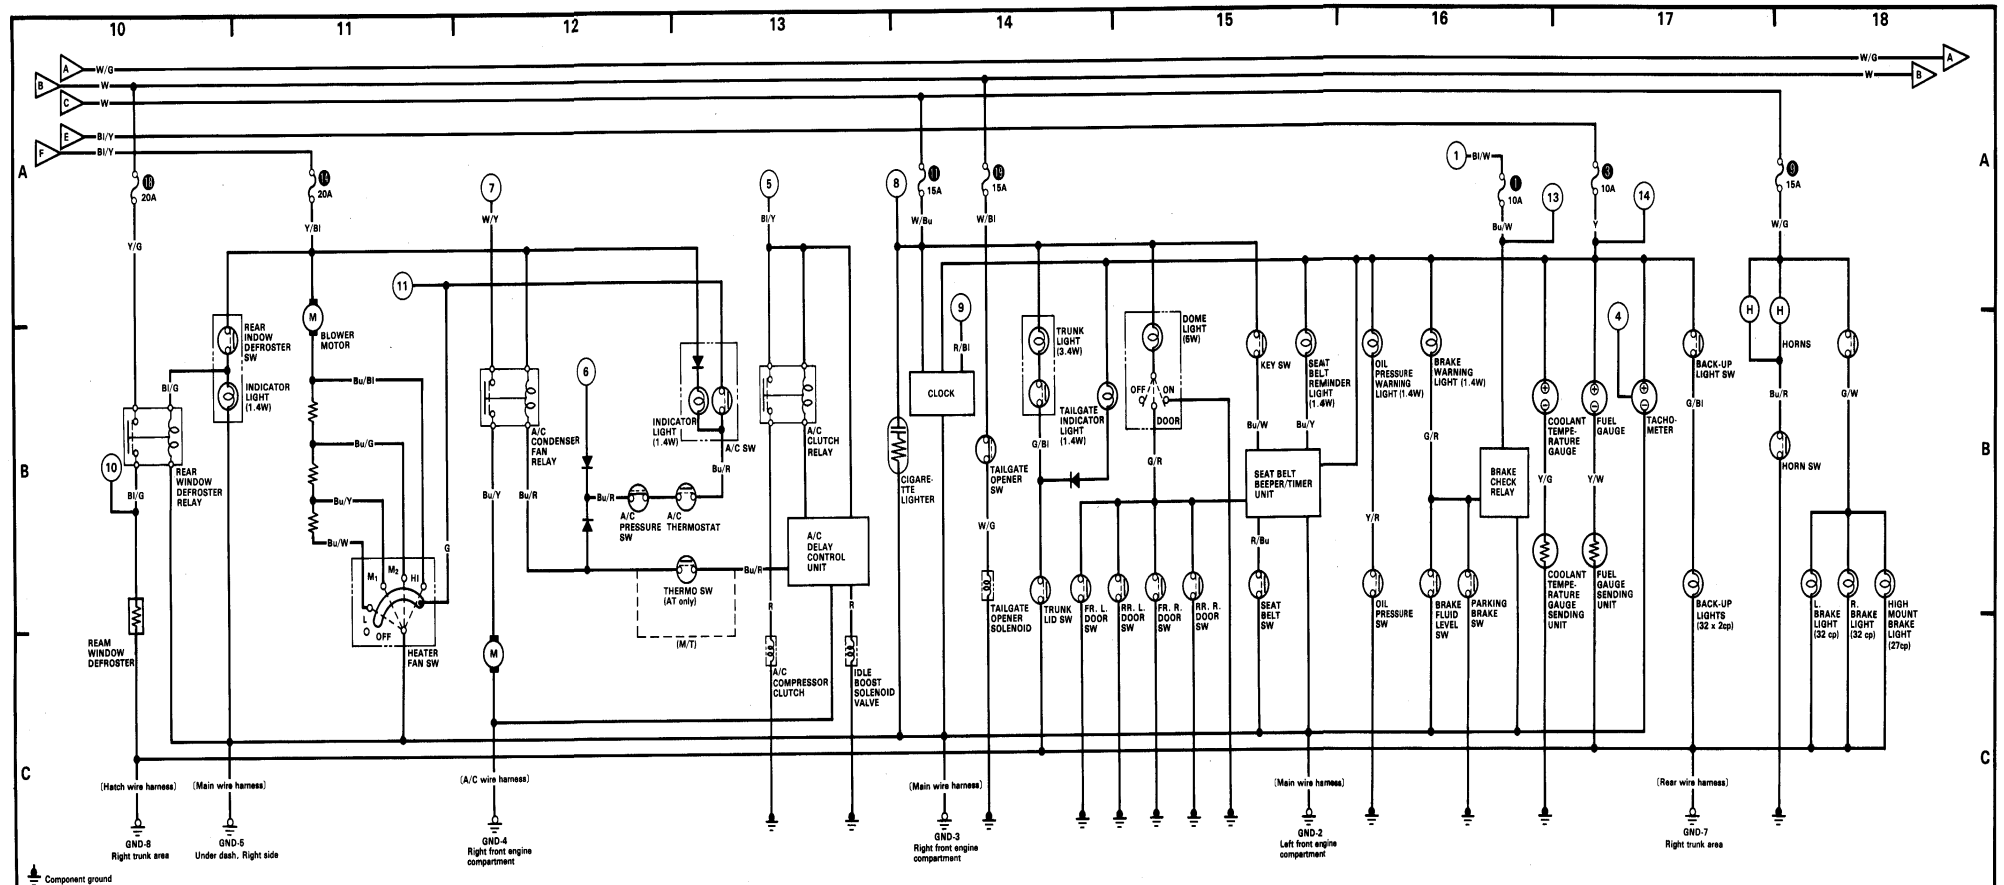 10 11 12 13 14 15 16 17 18
A W/G W/G A
B W W B
C W
E Bl/Y
F Bl/Y
A A
1 Bl/W
18 20A
14 20A
7
5
8
11 15A
19 15A
1 10A
13
3 10A
14
9 15A
W/Y
Bl/Y
W/Bu
W/Bl
Bu/W
Y
W/G
Y/G
Y/Bl
11
9
4
H H
M
BLOWER
MOTOR
REAR
INDOW
DEFROSTER
SW
INDICATOR
LIGHT
(1.4W)
R/Bl
CLOCK
TRUNK
LIGHT
(3.4W)
DOME
LIGHT
(5W)
OFF ON
DOOR
KEY SW
SEAT
BELT
REMINDER
LIGHT
(1.4W)
OIL
PRESSURE
WARNING
LIGHT (1.4W)
BRAKE
WARNING
LIGHT (1.4W)
BACK-UP
LIGHT SW
HORNS
Bl/G
Bu/Bl
6
INDICATOR
LIGHT
(1.4W)
A/C SW
A/C
CONDENSER
FAN
RELAY
A/C
CLUTCH
RELAY
TAILGATE
INDICATOR
LIGHT
(1.4W)
COOLANT
TEMPE-
RATURE
GAUGE
FUEL
GAUGE
TACHO-
METER
G/Bl
Bu/R
G/W
Bu/W
Bu/Y
G/R
G/Bl
G/R
B B
10
REAR
WINDOW
DEFROSTER
RELAY
Bl/G
Bu/G
Bu/Y
Bu/W
Bu/Y
Bu/R
Bu/R
Bu/R
A/C
PRESSURE
SW
A/C
THERMOSTAT
CIGARE-
TTE
LIGHTER
TAILGATE
OPENER
SW
SEAT BELT
BEEPER/TIMER
UNIT
BRAKE
CHECK
RELAY
HORN SW
Y/G
Y/W
W/G
Y/R
R/Bu
G
A/C
DELAY
CONTROL
UNIT
Bu/R
M1 M2 HI
L
OFF
HEATER
FAN SW
THERMO SW
(AT only)
(M/T)
R R
REAM
WINDOW
DEFROSTER
M
A/C
COMPRESSOR
CLUTCH
IDLE
BOOST
SOLENOID
VALVE
TAILGATE
OPENER
SOLENOID
TRUNK
LID SW
FR. L.
DOOR
SW
RR. L.
DOOR
SW
FR. R.
DOOR
SW
RR. R.
DOOR
SW
SEAT
BELT
SW
OIL
PRESSURE
SW
BRAKE
FLUID
LEVEL
SW
PARKING
BRAKE
SW
COOLANT
TEMPE-
RATURE
GAUGE
SENDING
UNIT
FUEL
GAUGE
SENDING
UNIT
BACK-UP
LIGHTS
(32 x 2cp)
L.
BRAKE
LIGHT
(32 cp)
R.
BRAKE
LIGHT
(32 cp)
HIGH
MOUNT
BRAKE
LIGHT
(27cp)
C C
(Hatch wire harness) (Main wire harness) (A/C wire harness) (Main wire harness) (Main wire harness) (Rear wire harness)
GND-8
Right trunk area
GND-5
Under dash, Right side
GND-4
Right front engine
compartment
GND-3
Right front engine
compartment
GND-2
Left front engine
compartment
GND-7
Right trunk area
Component ground